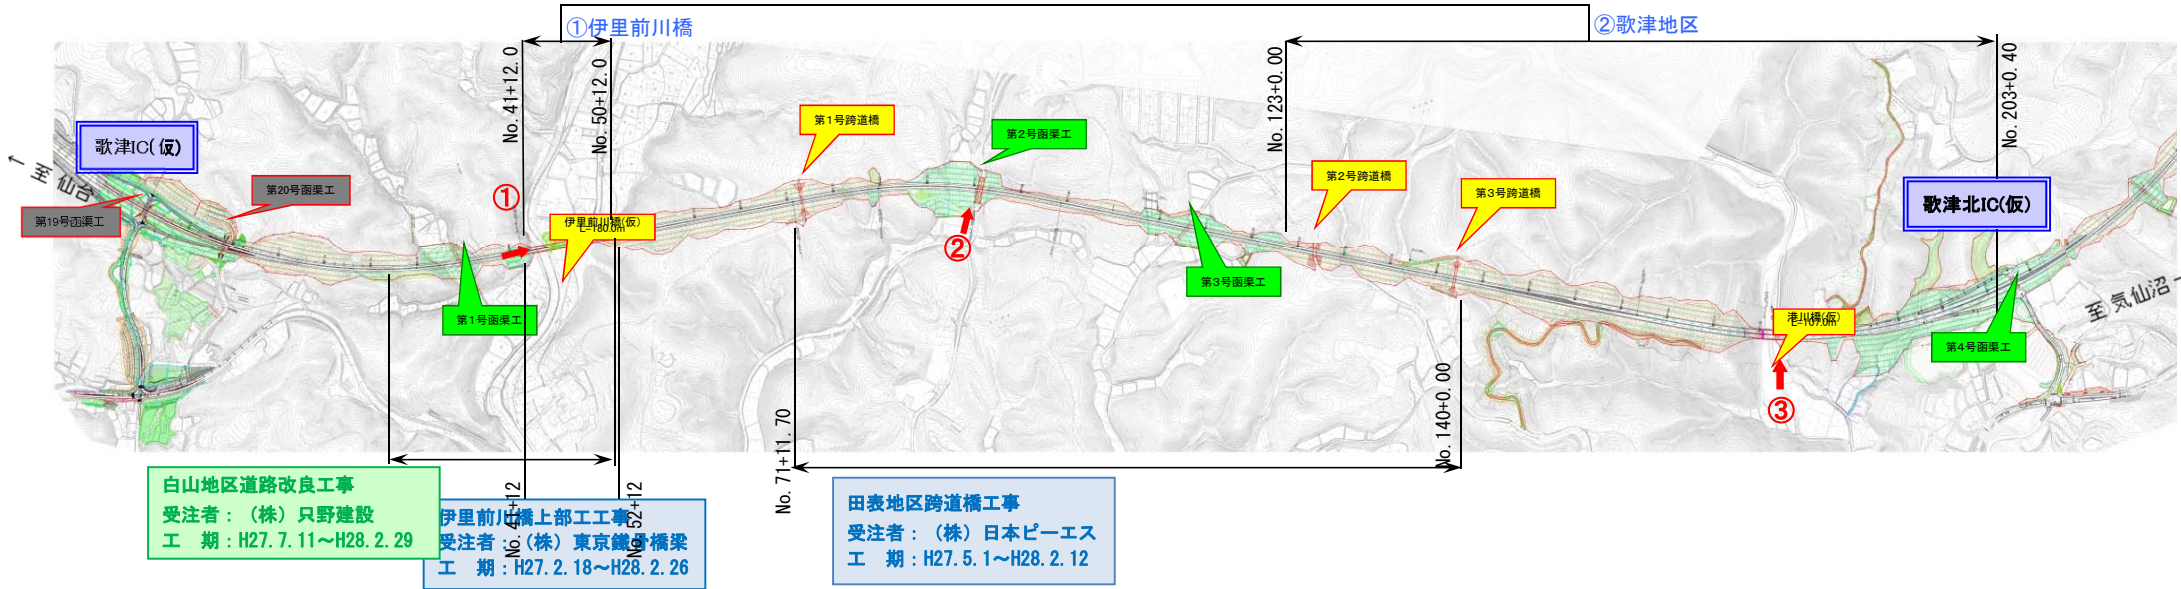 ①伊里前川橋
②歌津地区
No.41+12.0
No.50+12.0
No.123+0.00
No.203+0.40
歌津IC(仮)
← 至 仙台
第19号函渠工
第20号函渠工
①
伊里前川橋(仮)
L=180.0m
第1号函渠工
第1号跨道橋
第2号函渠工
②
第3号函渠工
第2号跨道橋
第3号跨道橋
歌津北IC(仮)
港川橋(仮)
L=107.0m
③
第4号函渠工
至 気仙沼
No.71+11.70
No.140+0.00
No.41+12
No.52+12
白山地区道路改良工事
受注者：（株）只野建設
工　期：H27.7.11～H28.2.29
伊里前川橋上部工工事
受注者：（株）東京鐵骨橋梁
工　期：H27.2.18～H28.2.26
田表地区跨道橋工事
受注者：（株）日本ピーエス
工　期：H27.5.1～H28.2.12